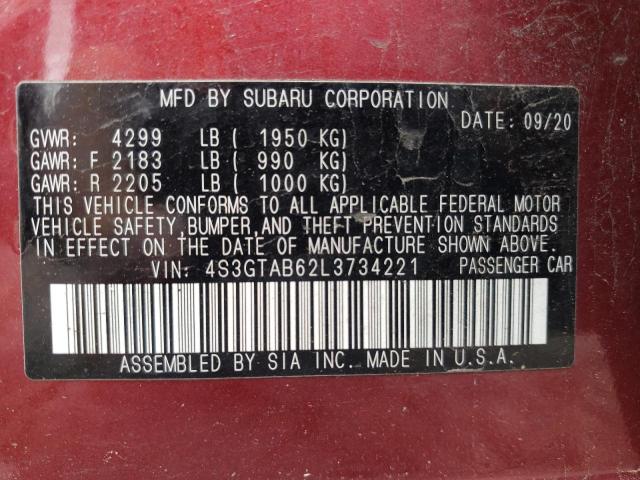 MFD BY SUBARU CORPORATION
DATE: 09/20
GVWR: 4299 LB ( 1950 KG)
GAWR: F 2183 LB ( 990 KG)
GAWR: R 2205 LB ( 1000 KG)
THIS VEHICLE CONFORMS TO ALL APPLICABLE FEDERAL MOTOR
VEHICLE SAFETY, BUMPER, AND THEFT PREVENTION STANDARDS
IN EFFECT ON THE DATE OF MANUFACTURE SHOWN ABOVE.
VIN: 4S3GTAB62L3734221 PASSENGER CAR
ASSEMBLED BY SIA INC. MADE IN U.S.A.